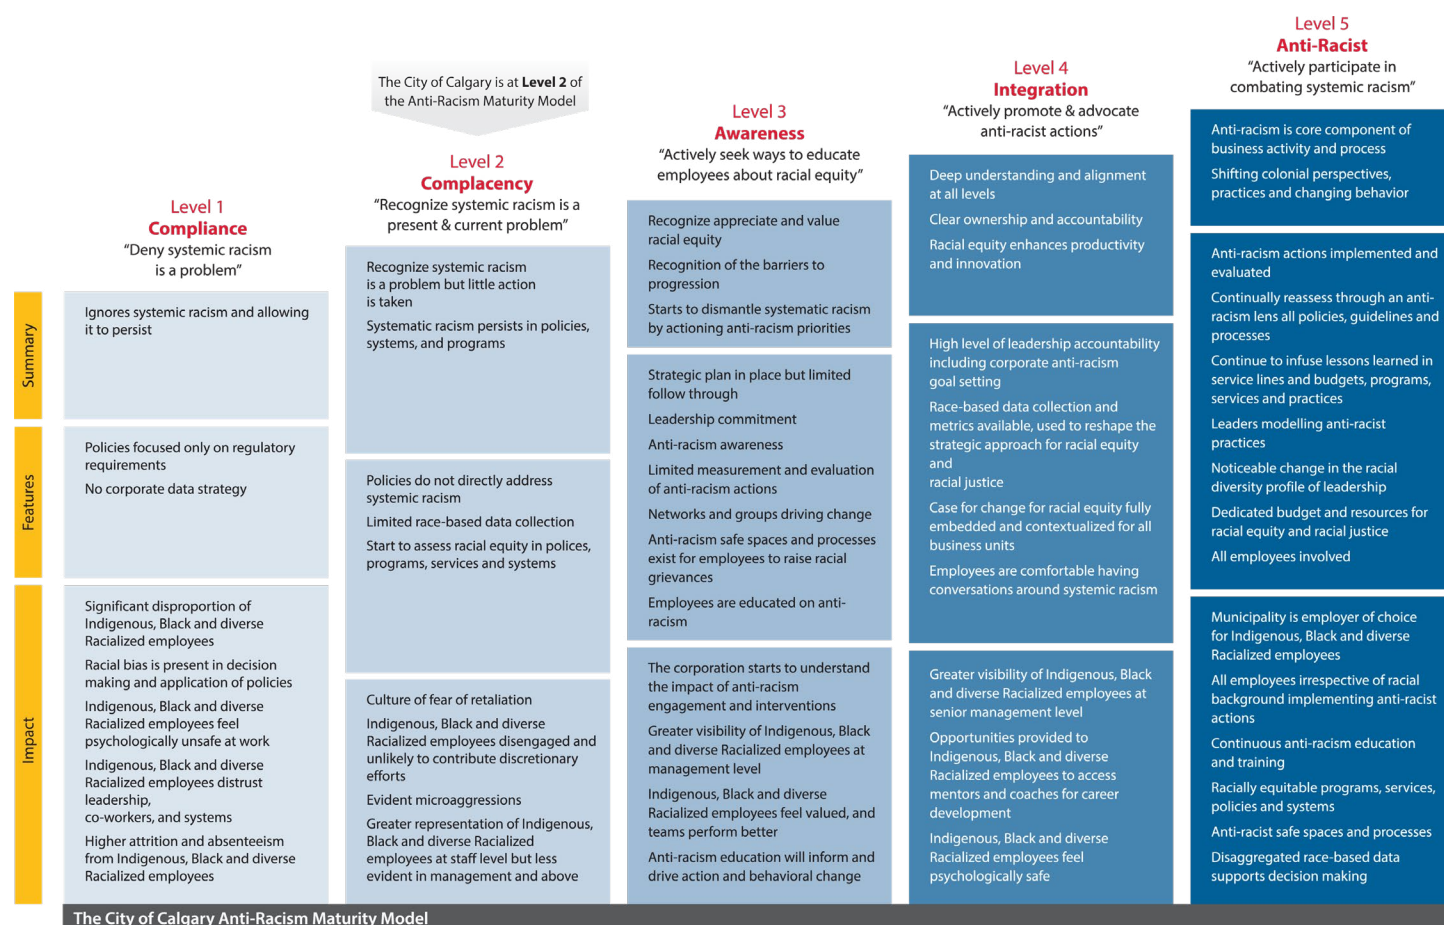 The City of Calgary is at Level 2 of
the Anti-Racism Maturity Model
Summary
Features
Impact
Level 1
Compliance
“Deny systemic racism
is a problem”
Ignores systemic racism and allowing
it to persist
Policies focused only on regulatory
requirements
No corporate data strategy
Significant disproportion of
Indigenous, Black and diverse
Racialized employees
Racial bias is present in decision
making and application of policies
Indigenous, Black and diverse
Racialized employees feel
psychologically unsafe at work
Indigenous, Black and diverse
Racialized employees distrust
leadership,
co-workers, and systems
Higher attrition and absenteeism
from Indigenous, Black and diverse
Racialized employees
Level 2
Complacency
“Recognize systemic racism is a
present & current problem”
Recognize systemic racism
is a problem but little action
is taken
Systematic racism persists in policies,
systems, and programs
Policies do not directly address
systemic racism
Limited race-based data collection
Start to assess racial equity in polices,
programs, services and systems
Culture of fear of retaliation
Indigenous, Black and diverse
Racialized employees disengaged and
unlikely to contribute discretionary
efforts
Evident microaggressions
Greater representation of Indigenous,
Black and diverse Racialized
employees at staff level but less
evident in management and above
Level 3
Awareness
“Actively seek ways to educate
employees about racial equity”
Recognize appreciate and value
racial equity
Recognition of the barriers to
progression
Starts to dismantle systematic racism
by actioning anti-racism priorities
Strategic plan in place but limited
follow through
Leadership commitment
Anti-racism awareness
Limited measurement and evaluation
of anti-racism actions
Networks and groups driving change
Anti-racism safe spaces and processes
exist for employees to raise racial
grievances
Employees are educated on anti-
racism
The corporation starts to understand
the impact of anti-racism
engagement and interventions
Greater visibility of Indigenous, Black
and diverse Racialized employees at
management level
Indigenous, Black and diverse
Racialized employees feel valued, and
teams perform better
Anti-racism education will inform and
drive action and behavioral change
Level 4
Integration
“Actively promote & advocate
anti-racist actions”
Deep understanding and alignment
at all levels
Clear ownership and accountability
Racial equity enhances productivity
and innovation
High level of leadership accountability
including corporate anti-racism
goal setting
Race-based data collection and
metrics available, used to reshape the
strategic approach for racial equity
and
racial justice
Case for change for racial equity fully
embedded and contextualized for all
business units
Employees are comfortable having
conversations around systemic racism
Greater visibility of Indigenous, Black
and diverse Racialized employees at
senior management level
Opportunities provided to
Indigenous, Black and diverse
Racialized employees to access
mentors and coaches for career
development
Indigenous, Black and diverse
Racialized employees feel
psychologically safe
Level 5
Anti-Racist
“Actively participate in
combating systemic racism”
Anti-racism is core component of
business activity and process
Shifting colonial perspectives,
practices and changing behavior
Anti-racism actions implemented and
evaluated
Continually reassess through an anti-
racism lens all policies, guidelines and
processes
Continue to infuse lessons learned in
service lines and budgets, programs,
services and practices
Leaders modelling anti-racist
practices
Noticeable change in the racial
diversity profile of leadership
Dedicated budget and resources for
racial equity and racial justice
All employees involved
Municipality is employer of choice
for Indigenous, Black and diverse
Racialized employees
All employees irrespective of racial
background implementing anti-racist
actions
Continuous anti-racism education
and training
Racially equitable programs, services,
policies and systems
Anti-racist safe spaces and processes
Disaggregated race-based data
supports decision making
The City of Calgary Anti-Racism Maturity Model